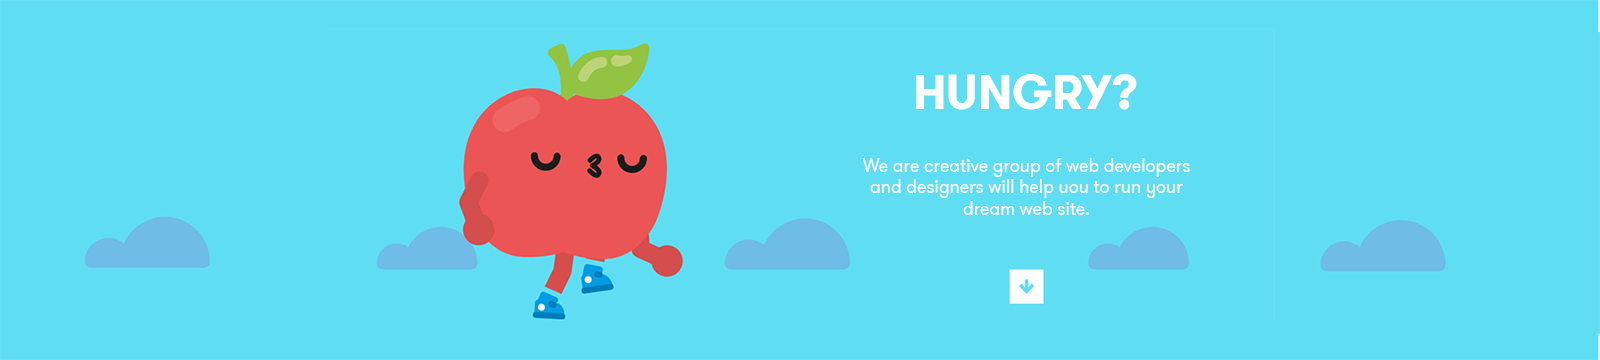 HUNGRY?
We are creative group of web developers
and designers will help uou to run your
dream web site.